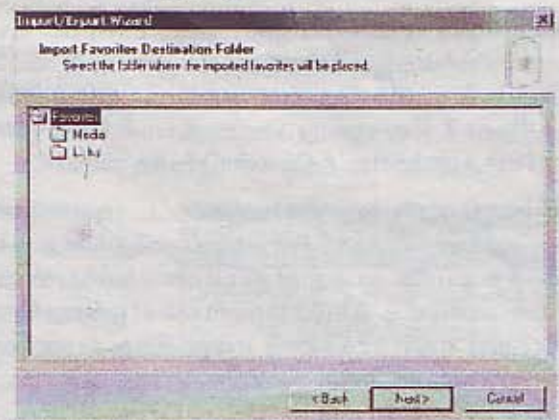 Import/Export Wizard
Import Favorites Destination Folder
Select the folder where the imported favorites will be placed.
Favorites
Media
Links
< Back
Next >
Cancel